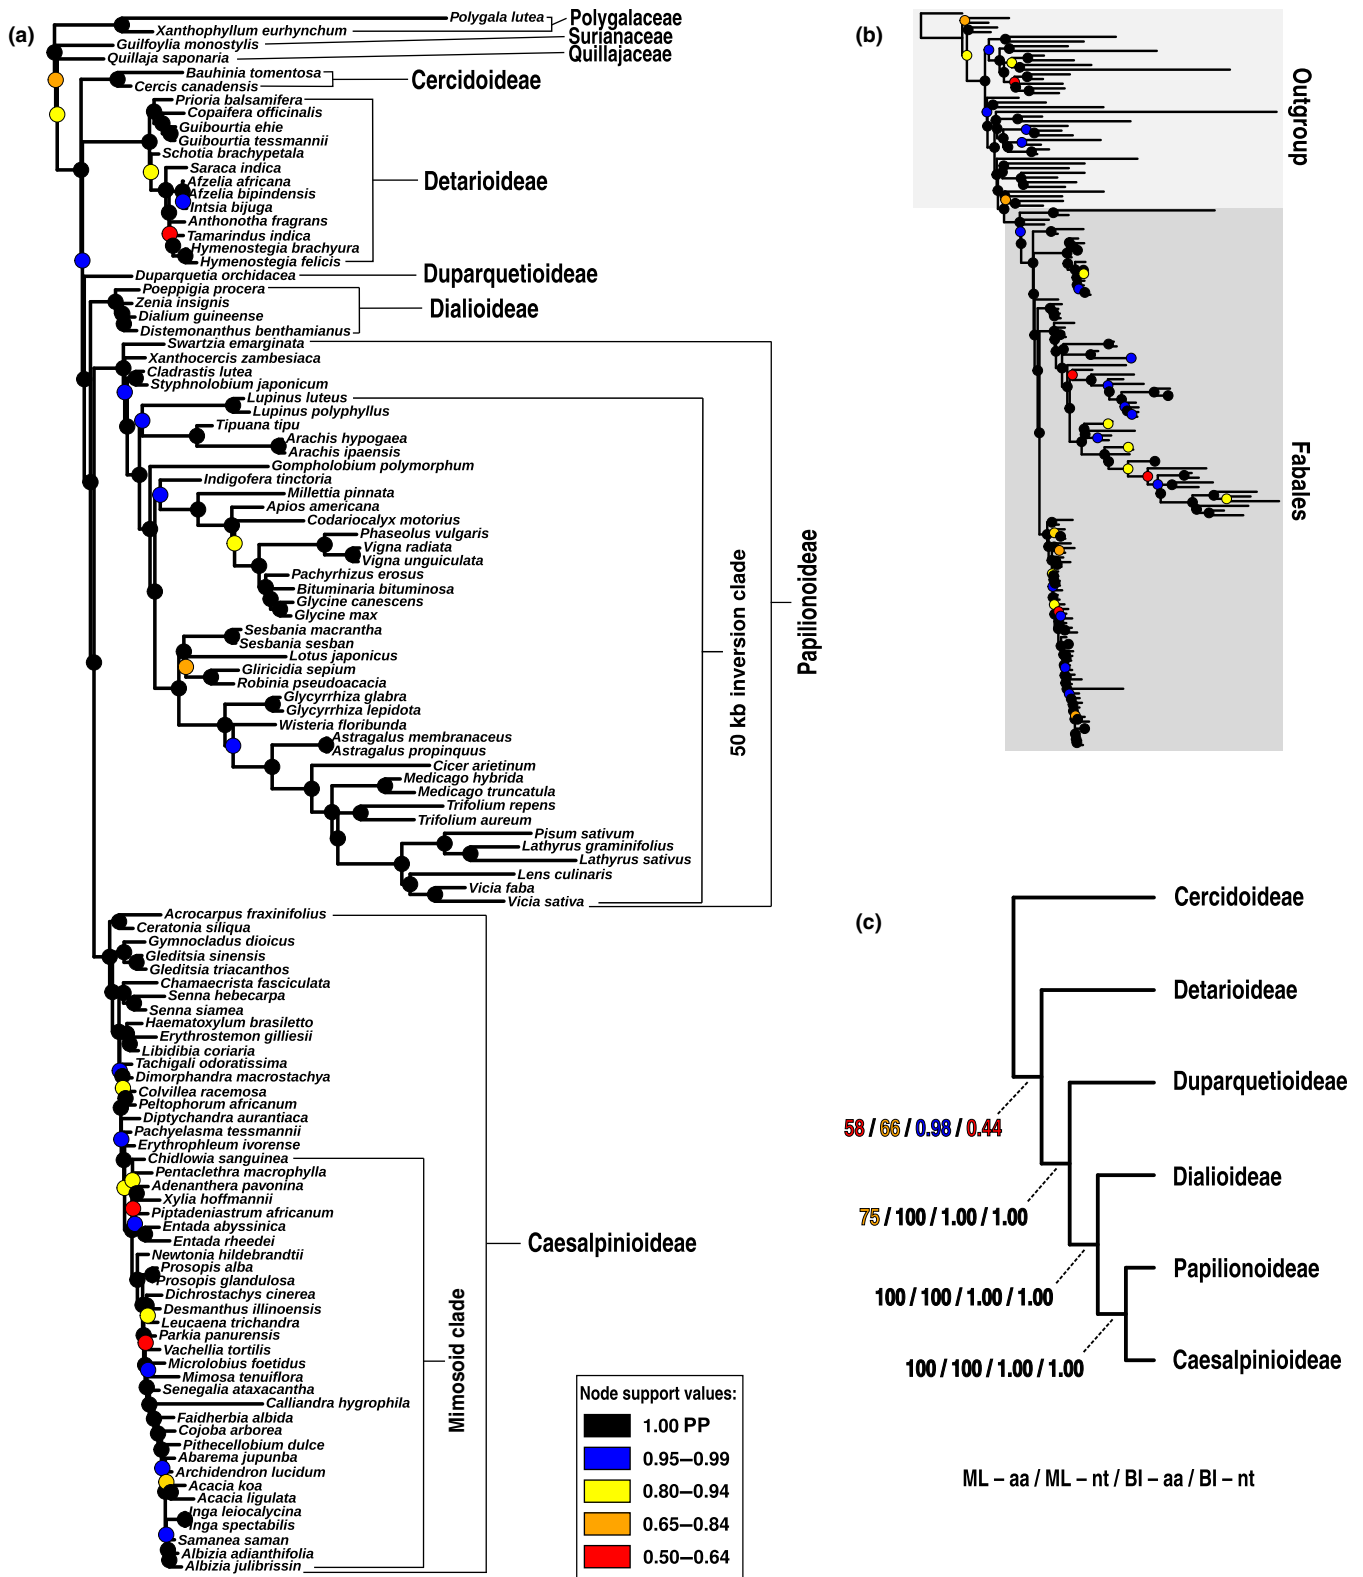 (a)
Polygala lutea
Xanthophyllum eurhynchum
Polygalaceae
Guilfoylia monostylis
Surianaceae
Quillaja saponaria
Quillajaceae
Bauhinia tomentosa
Cercis canadensis
Cercidoideae
Prioria balsamifera
Copaifera officinalis
Guibourtia ehie
Guibourtia tessmannii
Schotia brachypetala
Saraca indica
Afzelia africana
Afzelia bipindensis
Intsia bijuga
Anthonotha fragrans
Tamarindus indica
Hymenostegia brachyura
Hymenostegia felicis
Detarioideae
Duparquetia orchidacea
Duparquetioideae
Poeppigia procera
Zenia insignis
Dialium guineense
Distemonanthus benthamianus
Dialioideae
Swartzia emarginata
Xanthocercis zambesiaca
Cladrastis lutea
Styphnolobium japonicum
Lupinus luteus
Lupinus polyphyllus
Tipuana tipu
Arachis hypogaea
Arachis ipaensis
Gompholobium polymorphum
Indigofera tinctoria
Millettia pinnata
Apios americana
Codariocalyx motorius
Phaseolus vulgaris
Vigna radiata
Vigna unguiculata
Pachyrhizus erosus
Bituminaria bituminosa
Glycine canescens
Glycine max
Sesbania macrantha
Sesbania sesban
Lotus japonicus
Gliricidia sepium
Robinia pseudoacacia
Glycyrrhiza glabra
Glycyrrhiza lepidota
Wisteria floribunda
Astragalus membranaceus
Astragalus propinquus
Cicer arietinum
Medicago hybrida
Medicago truncatula
Trifolium repens
Trifolium aureum
Pisum sativum
Lathyrus graminifolius
Lathyrus sativus
Lens culinaris
Vicia faba
Vicia sativa
50 kb inversion clade
Papilionoideae
Acrocarpus fraxinifolius
Ceratonia siliqua
Gymnocladus dioicus
Gleditsia sinensis
Gleditsia triacanthos
Chamaecrista fasciculata
Senna hebecarpa
Senna siamea
Haematoxylum brasiletto
Erythrostemon gilliesii
Libidibia coriaria
Tachigali odoratissima
Dimorphandra macrostachya
Colvillea racemosa
Peltophorum africanum
Diptychandra aurantiaca
Pachyelasma tessmannii
Erythrophleum ivorense
Chidlowia sanguinea
Pentaclethra macrophylla
Adenanthera pavonina
Xylia hoffmannii
Piptadeniastrum africanum
Entada abyssinica
Entada rheedei
Newtonia hildebrandtii
Prosopis alba
Prosopis glandulosa
Dichrostachys cinerea
Desmanthus illinoensis
Leucaena trichandra
Parkia panurensis
Vachellia tortilis
Microlobius foetidus
Mimosa tenuiflora
Senegalia ataxacantha
Calliandra hygrophila
Faidherbia albida
Cojoba arborea
Pithecellobium dulce
Abarema jupunba
Archidendron lucidum
Acacia koa
Acacia ligulata
Inga leiocalycina
Inga spectabilis
Samanea saman
Albizia adianthifolia
Albizia julibrissin
Mimosoid clade
Caesalpinioideae
Node support values:
1.00 PP
0.95–0.99
0.80–0.94
0.65–0.84
0.50–0.64
(b)
Outgroup
Fabales
(c)
Cercidoideae
Detarioideae
Duparquetioideae
58 / 66 / 0.98 / 0.44
Dialioideae
75 / 100 / 1.00 / 1.00
Papilionoideae
100 / 100 / 1.00 / 1.00
Caesalpinioideae
100 / 100 / 1.00 / 1.00
ML – aa / ML – nt / BI – aa / BI – nt